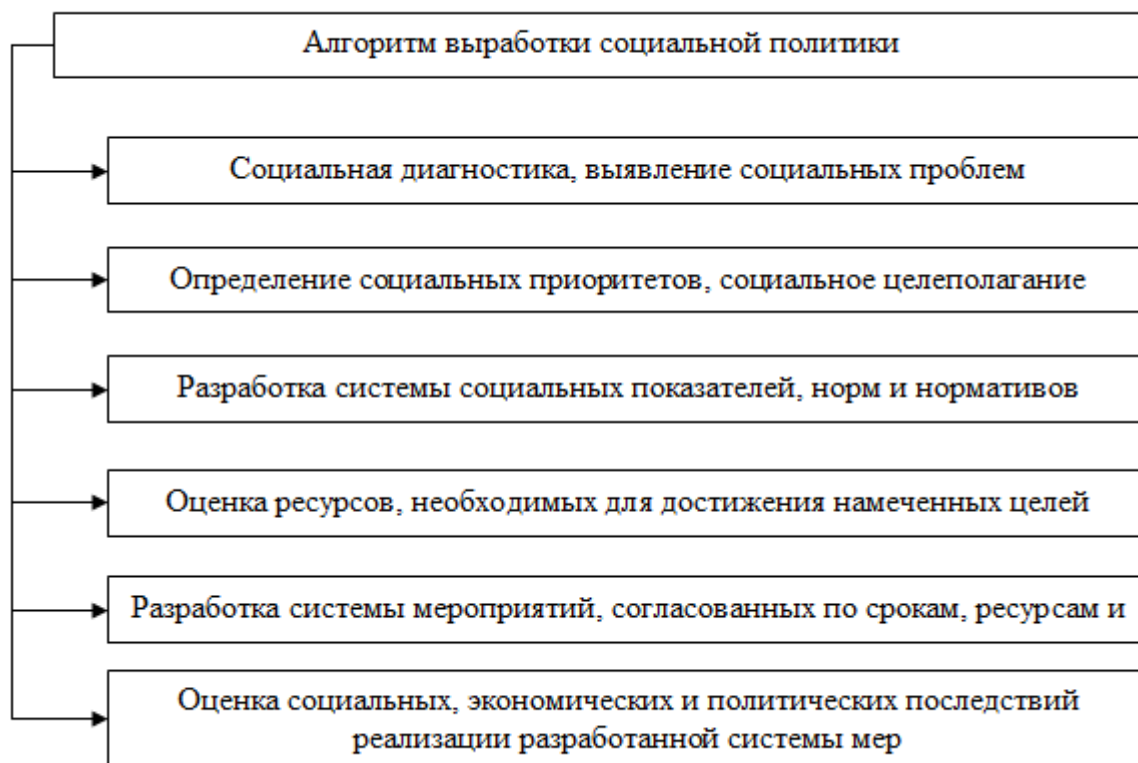 Алгоритм выработки социальной политики
Социальная диагностика, выявление социальных проблем
Определение социальных приоритетов, социальное целеполагание
Разработка системы социальных показателей, норм и нормативов
Оценка ресурсов, необходимых для достижения намеченных целей
Разработка системы мероприятий, согласованных по срокам, ресурсам и
Оценка социальных, экономических и политических последствий
реализации разработанной системы мер